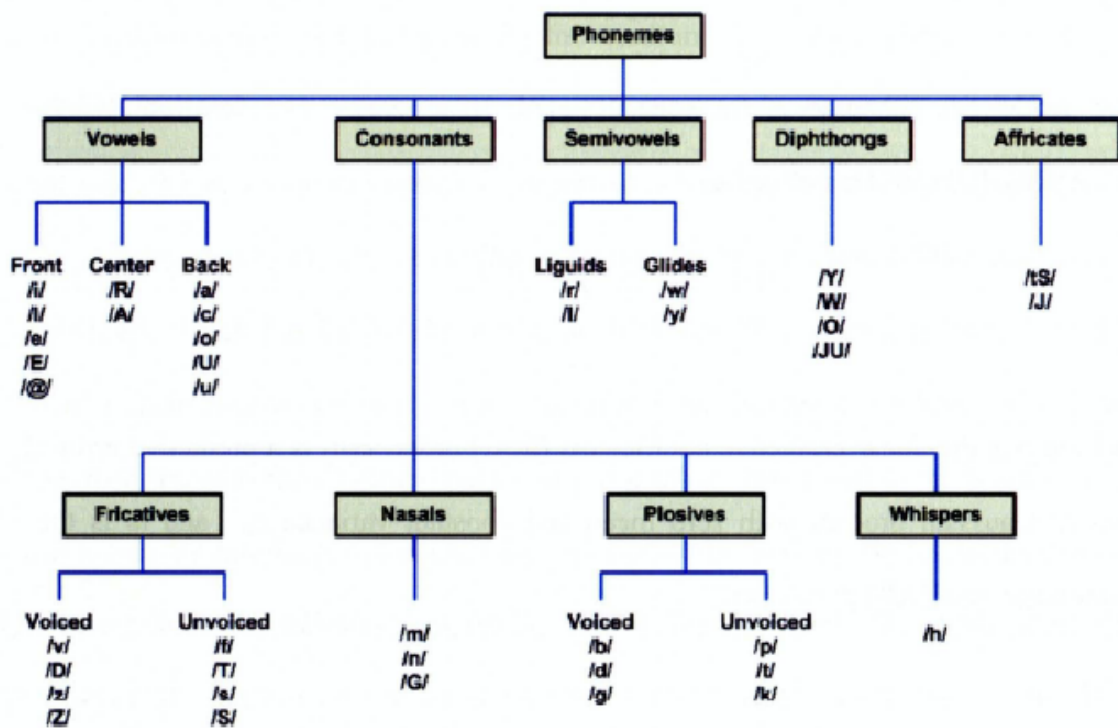 Phonemes
Vowels Consonants Semivowels Diphthongs Affricates
Front Center Back Liquids Glides
/i/ /R/ /a/ /r/ /w/ /Y/ /tS/
/I/ /A/ /c/ /l/ /y/ /W/ /J/
/e/ /o/ /O/
/E/ /U/ /JU/
/@/ /u/
Fricatives Nasals Plosives Whispers
Voiced Unvoiced Voiced Unvoiced
/v/ /f/ /m/ /b/ /p/ /h/
/D/ /T/ /n/ /d/ /t/
/z/ /s/ /G/ /g/ /k/
/Z/ /S/